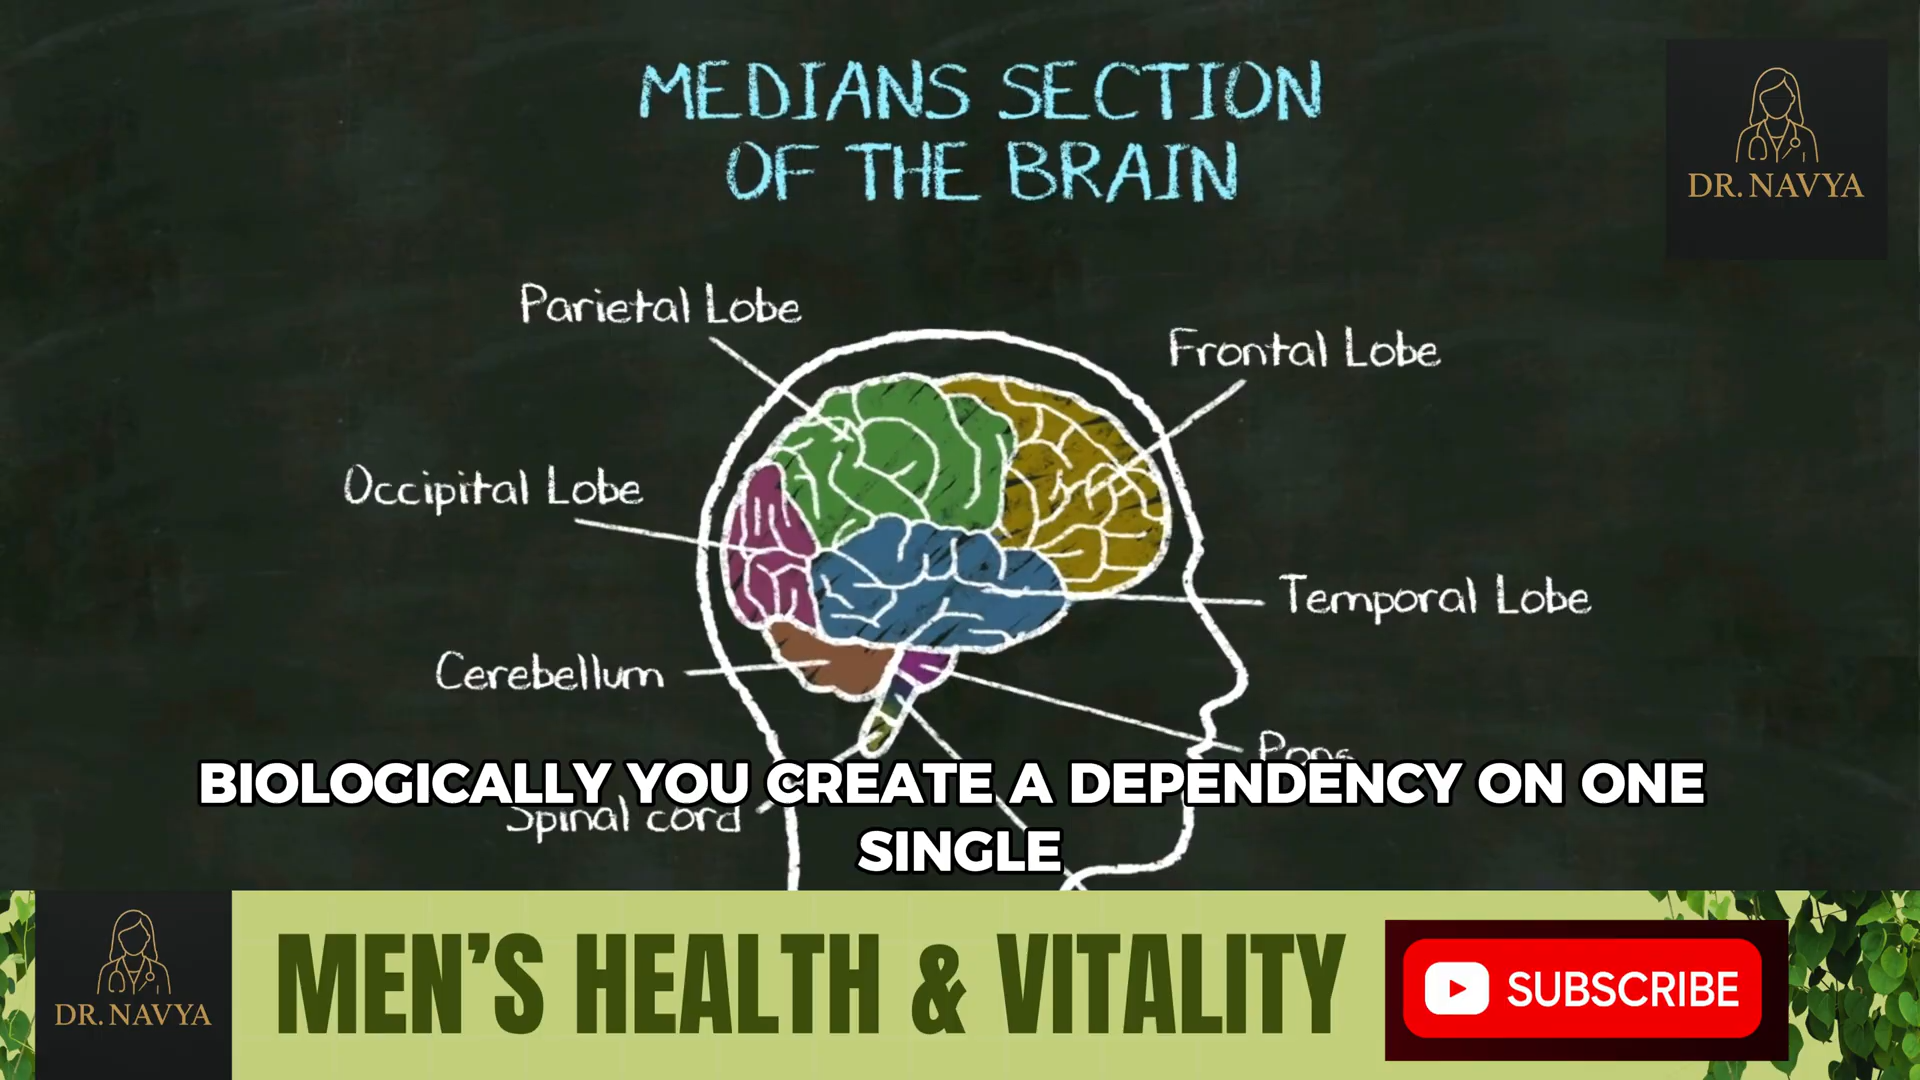 MEDIANS SECTION
OF THE BRAIN
DR. NAVYA
Parietal Lobe
Frontal Lobe
Occipital Lobe
Temporal Lobe
Cerebellum
Pons
BIOLOGICALLY YOU CREATE A DEPENDENCY ON ONE
SINGLE
Spinal cord
DR. NAVYA
MEN'S HEALTH & VITALITY
SUBSCRIBE